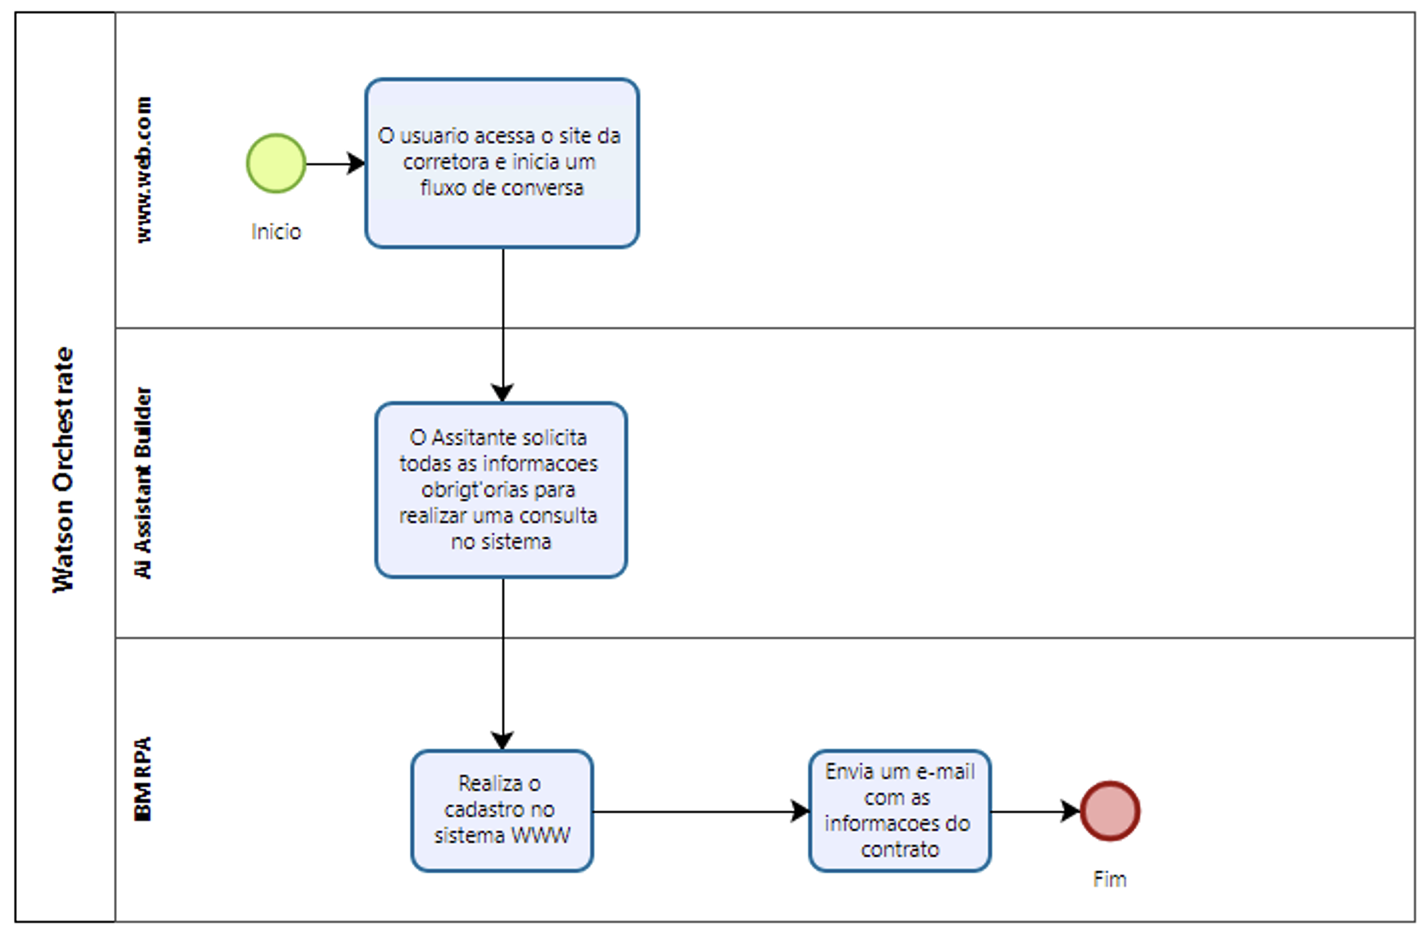 Watson Orchestrate
www.web.com
Inicio
O usuario acessa o site da
corretora e inicia um
fluxo de conversa
Ai Assistant Builder
O Assitante solicita
todas as informacoes
obrigt'orias para
realizar uma consulta
no sistema
IBM RPA
Realiza o
cadastro no
sistema WWW
Envia um e-mail
com as
informacoes do
contrato
Fim